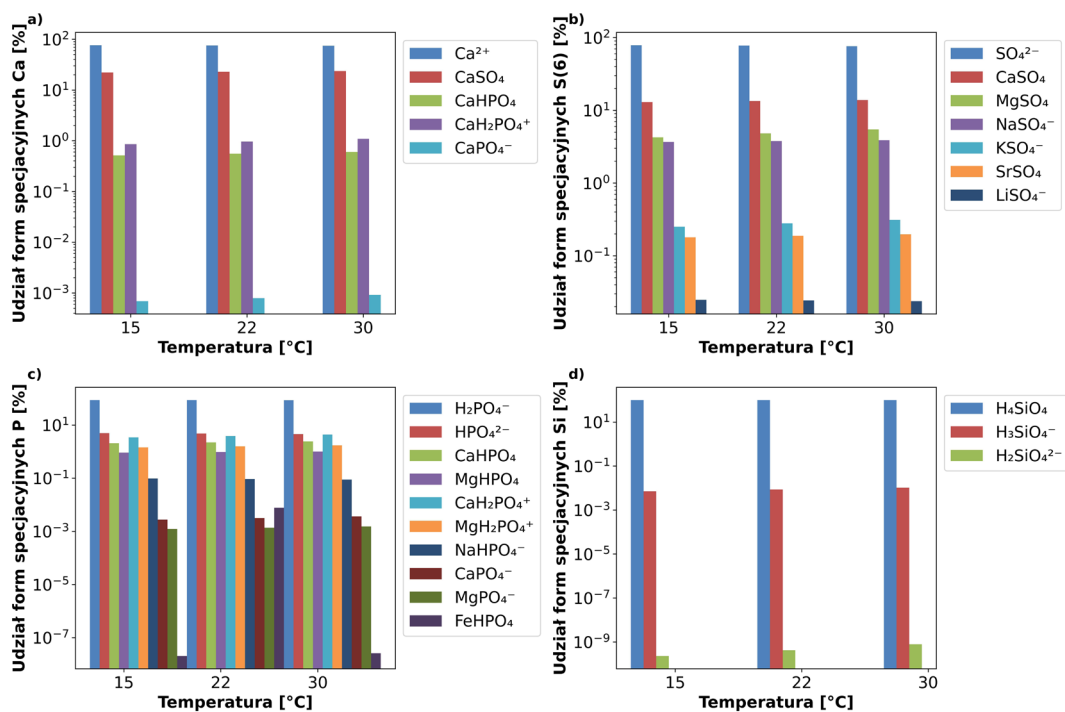 a)
Udział form specjacyjnych Ca [%]
10²
10¹
10⁰
10⁻¹
10⁻²
10⁻³
15
22
30
Temperatura [°C]
Ca²⁺
CaSO₄
CaHPO₄
CaH₂PO₄⁺
CaPO₄⁻
b)
Udział form specjacyjnych S(6) [%]
10²
10¹
10⁰
10⁻¹
15
22
30
Temperatura [°C]
SO₄²⁻
CaSO₄
MgSO₄
NaSO₄⁻
KSO₄⁻
SrSO₄
LiSO₄⁻
c)
Udział form specjacyjnych P [%]
10¹
10⁻¹
10⁻³
10⁻⁵
10⁻⁷
15
22
30
Temperatura [°C]
H₂PO₄⁻
HPO₄²⁻
CaHPO₄
MgHPO₄
CaH₂PO₄⁺
MgH₂PO₄⁺
NaHPO₄⁻
CaPO₄⁻
MgPO₄⁻
FeHPO₄
d)
Udział form specjacyjnych Si [%]
10¹
10⁻¹
10⁻³
10⁻⁵
10⁻⁷
10⁻⁹
15
22
30
Temperatura [°C]
H₄SiO₄
H₃SiO₄⁻
H₂SiO₄²⁻